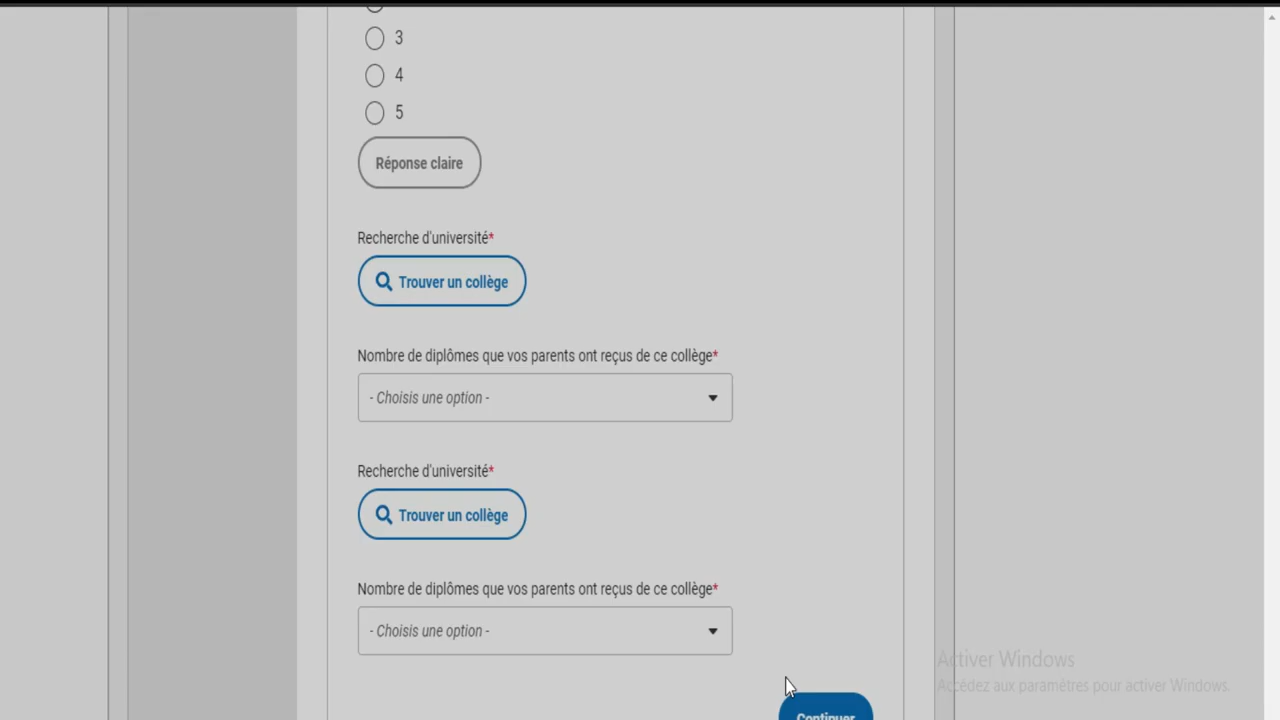 3
4
5
Réponse claire
Recherche d'université*
Trouver un collège
Nombre de diplômes que vos parents ont reçus de ce collège*
- Choisis une option -
Recherche d'université*
Trouver un collège
Nombre de diplômes que vos parents ont reçus de ce collège*
- Choisis une option -
Activer Windows
Accédez aux paramètres pour activer Windows.
Continuer